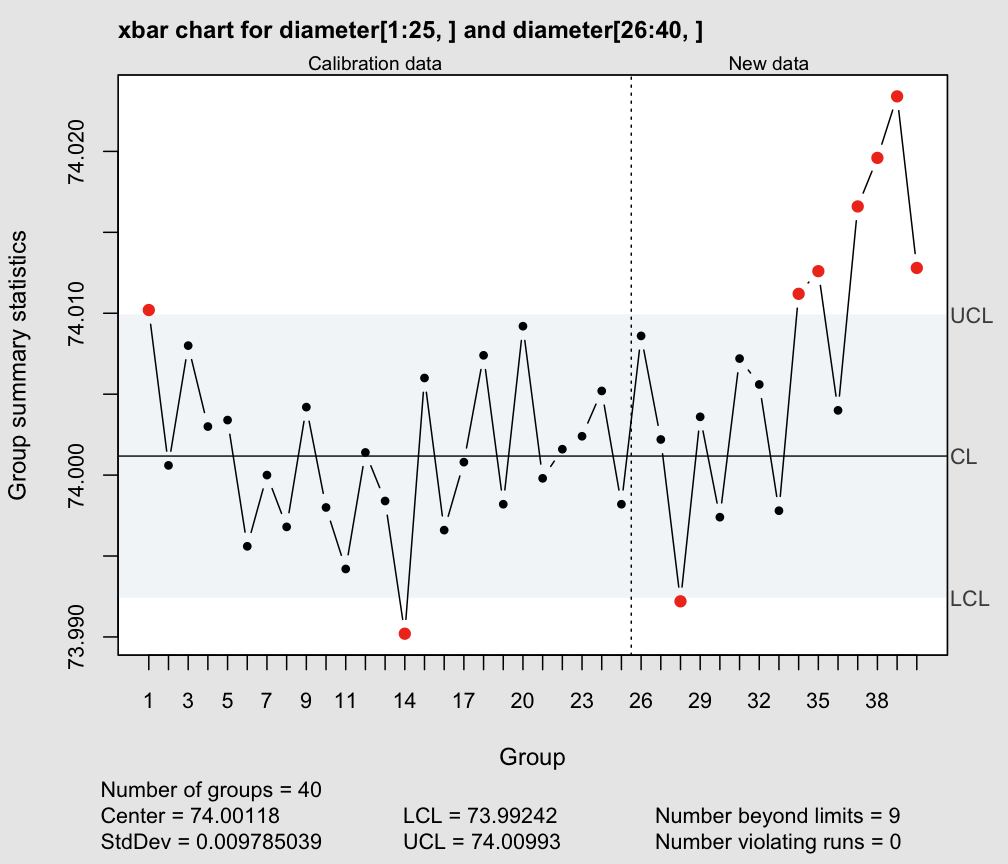 xbar chart for diameter[1:25, ] and diameter[26:40, ]
Calibration data New data
Group summary statistics
74.020
74.010
74.000
73.990
UCL
CL
LCL
1 3 5 7 9 11 14 17 20 23 26 29 32 35 38
Group
Number of groups = 40
Center = 74.00118 LCL = 73.99242 Number beyond limits = 9
StdDev = 0.009785039 UCL = 74.00993 Number violating runs = 0